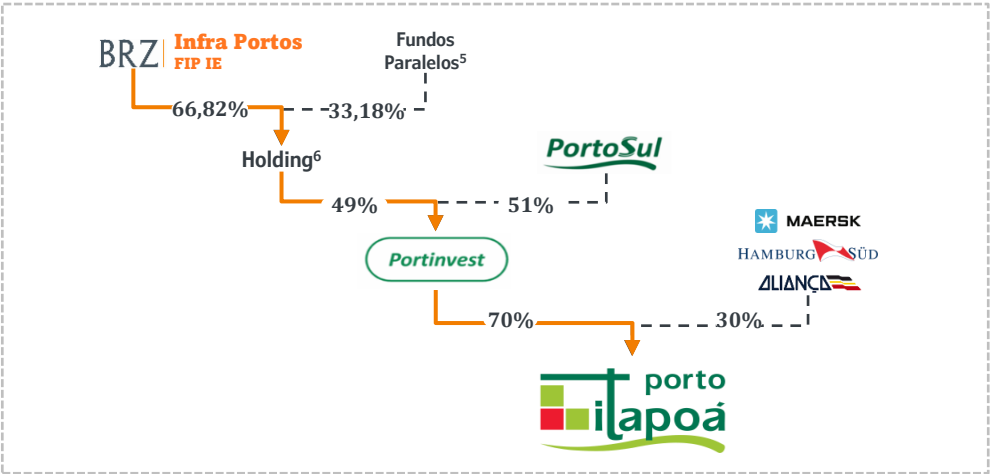 BRZ
Infra Portos
FIP IE
Fundos
Paralelos⁵
66,82%
33,18%
Holding⁶
PortoSul
49%
51%
MAERSK
HAMBURG SÜD
ALIANÇA
Portinvest
70%
30%
porto
itapoá